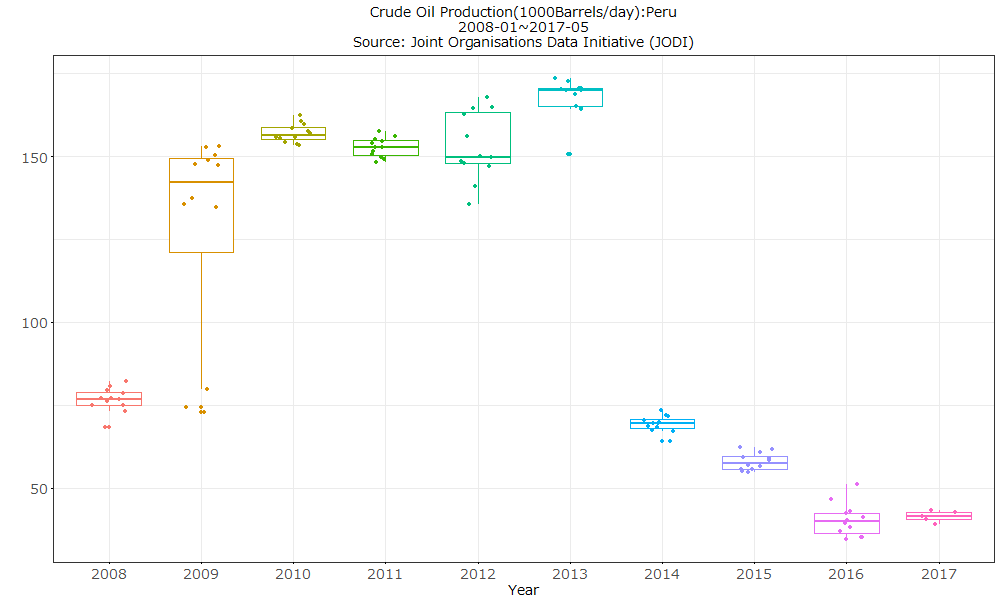 Crude Oil Production(1000Barrels/day):Peru
2008-01~2017-05
Source: Joint Organisations Data Initiative (JODI)
150
100
50
2008 2009 2010 2011 2012 2013 2014 2015 2016 2017
Year